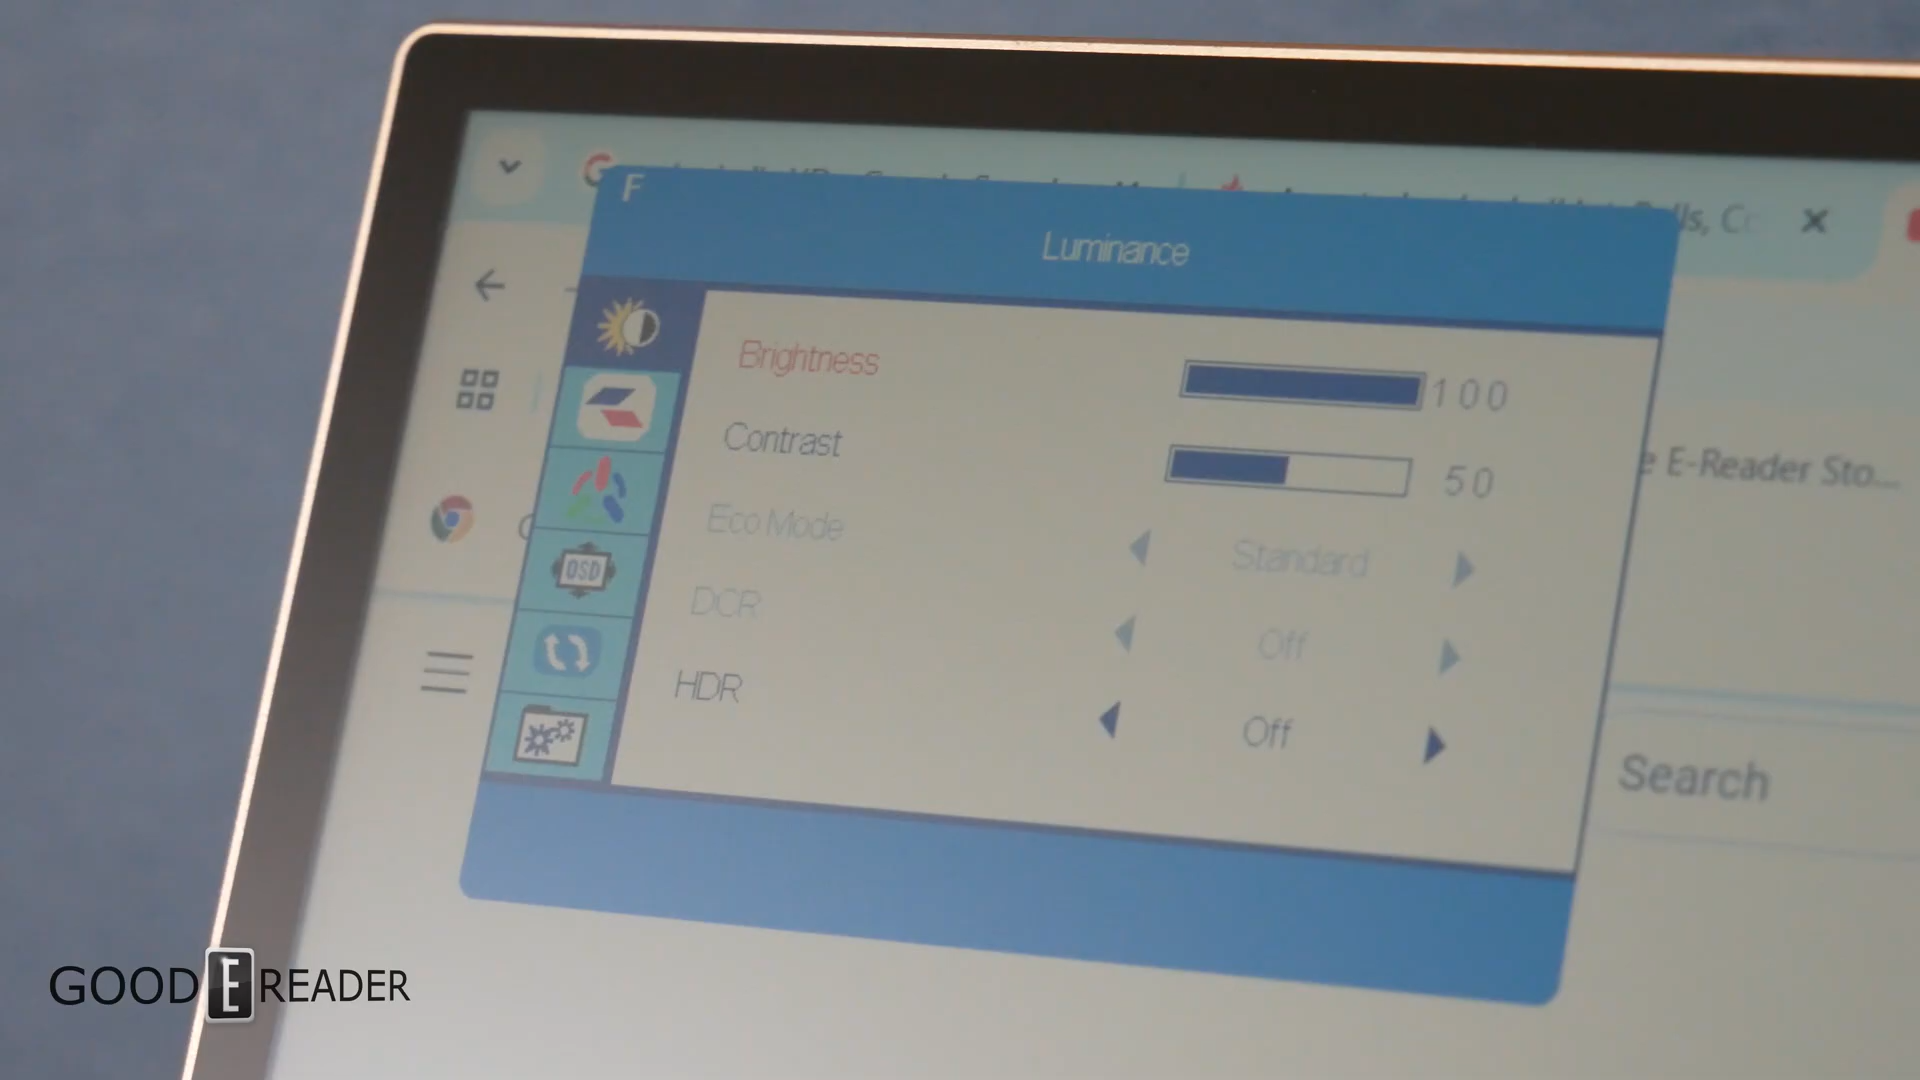 F
Luminance
Brightness 100
Contrast 50
Eco Mode Standard
DCR Off
HDR Off
OSD
E-Reader Sto...
Search
GOOD E READER